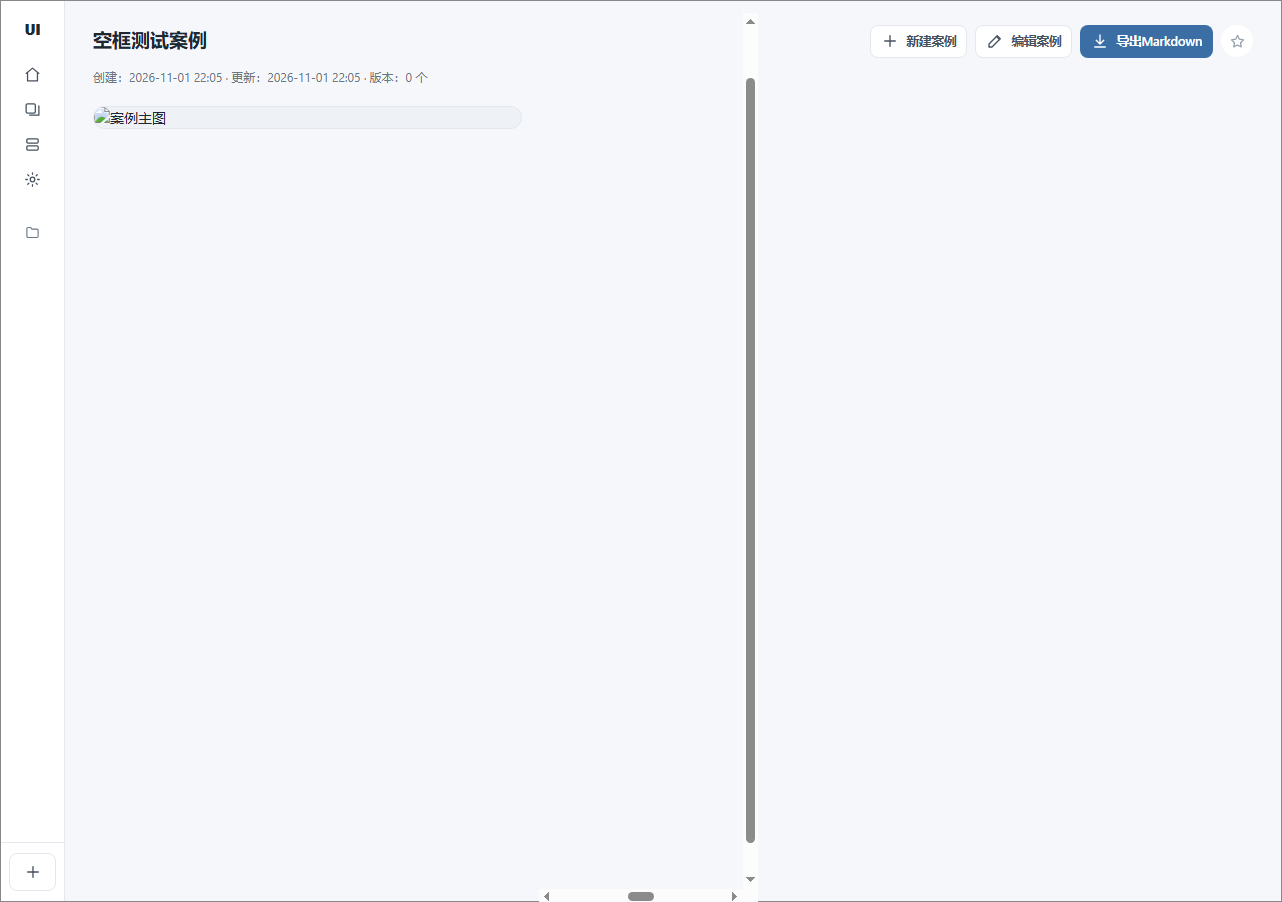 UI
空框测试案例
新建案例
编辑案例
导出Markdown
创建：2026-11-01 22:05 · 更新：2026-11-01 22:05 · 版本：0 个
案例主图